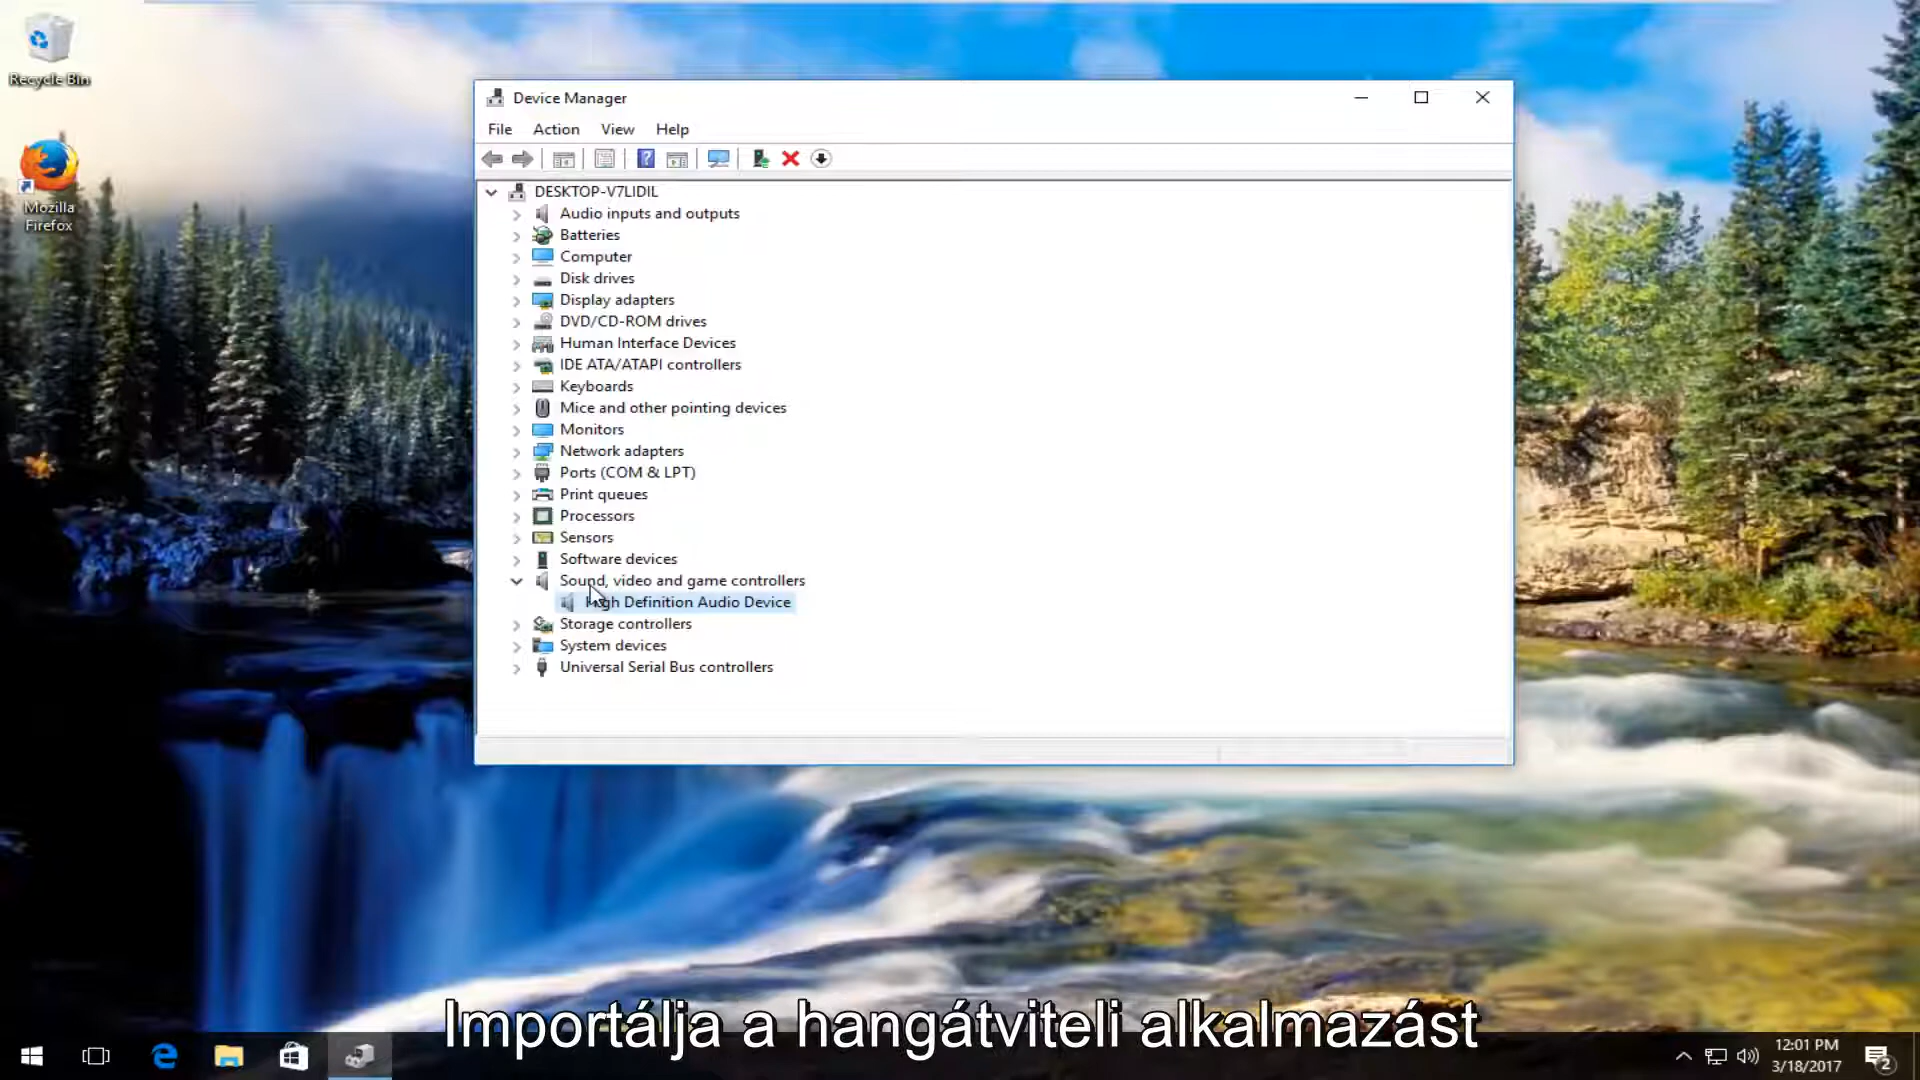 Recycle Bin
Mozilla
Firefox
Device Manager
File Action View Help
DESKTOP-V7LIDIL
Audio inputs and outputs
Batteries
Computer
Disk drives
Display adapters
DVD/CD-ROM drives
Human Interface Devices
IDE ATA/ATAPI controllers
Keyboards
Mice and other pointing devices
Monitors
Network adapters
Ports (COM & LPT)
Print queues
Processors
Sensors
Software devices
Sound, video and game controllers
High Definition Audio Device
Storage controllers
System devices
Universal Serial Bus controllers
Importálja a hangátviteli alkalmazást
12:01 PM
3/18/2017
2